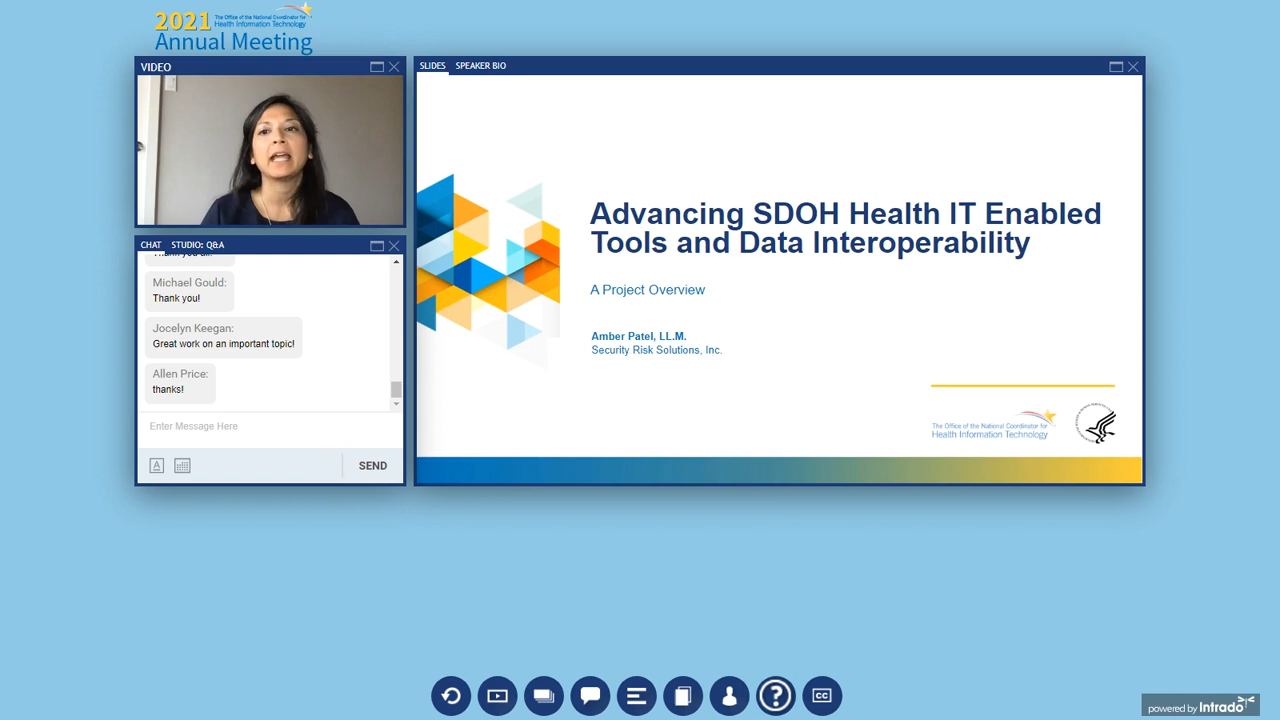 2021
The Office of the National Coordinator for
Health Information Technology
Annual Meeting
VIDEO
SLIDES SPEAKER BIO
Advancing SDOH Health IT Enabled
Tools and Data Interoperability
A Project Overview
Amber Patel, LL.M.
Security Risk Solutions, Inc.
The Office of the National Coordinator for
Health Information Technology
CHAT STUDIO: Q&A
Thank you all!
Michael Gould:
Thank you!
Jocelyn Keegan:
Great work on an important topic!
Allen Price:
thanks!
Enter Message Here
A
SEND
?
CC
powered by Intrado